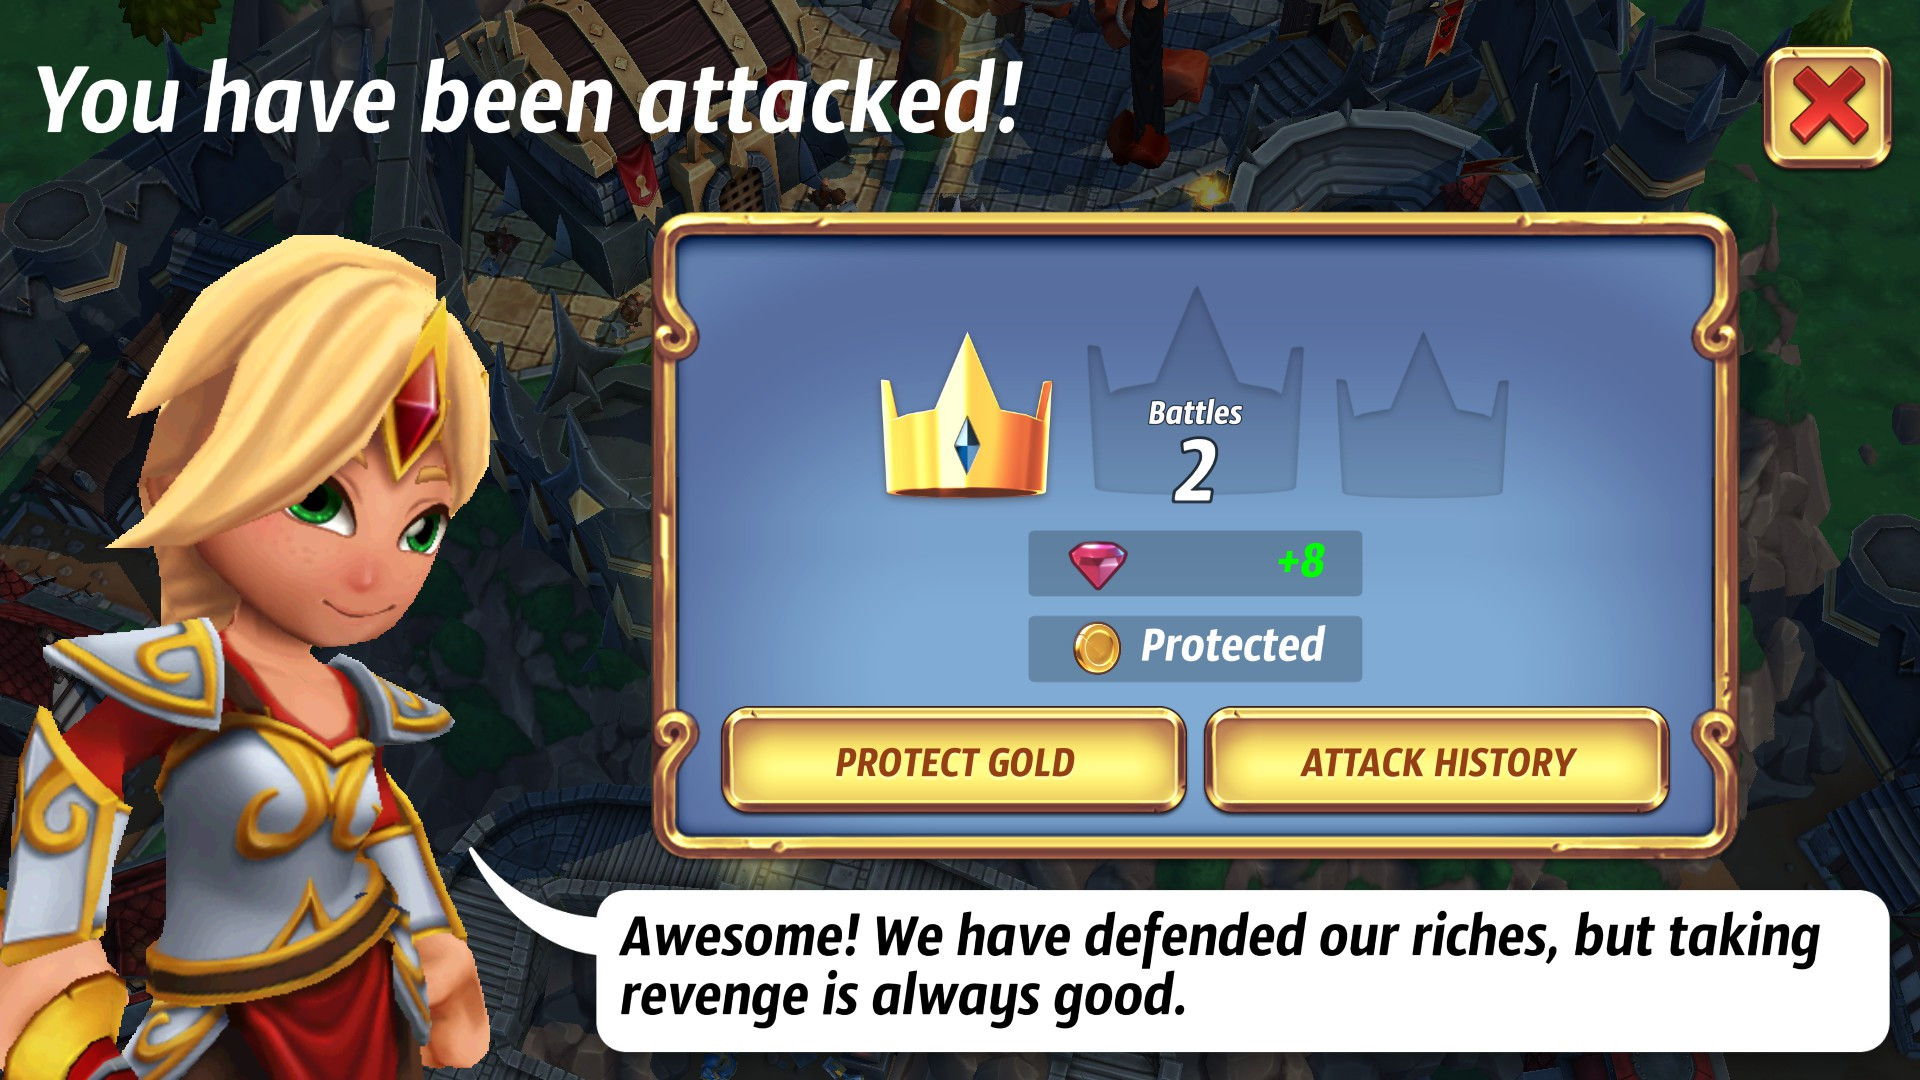 You have been attacked!
Battles
2
+8
Protected
PROTECT GOLD
ATTACK HISTORY
Awesome! We have defended our riches, but taking
revenge is always good.